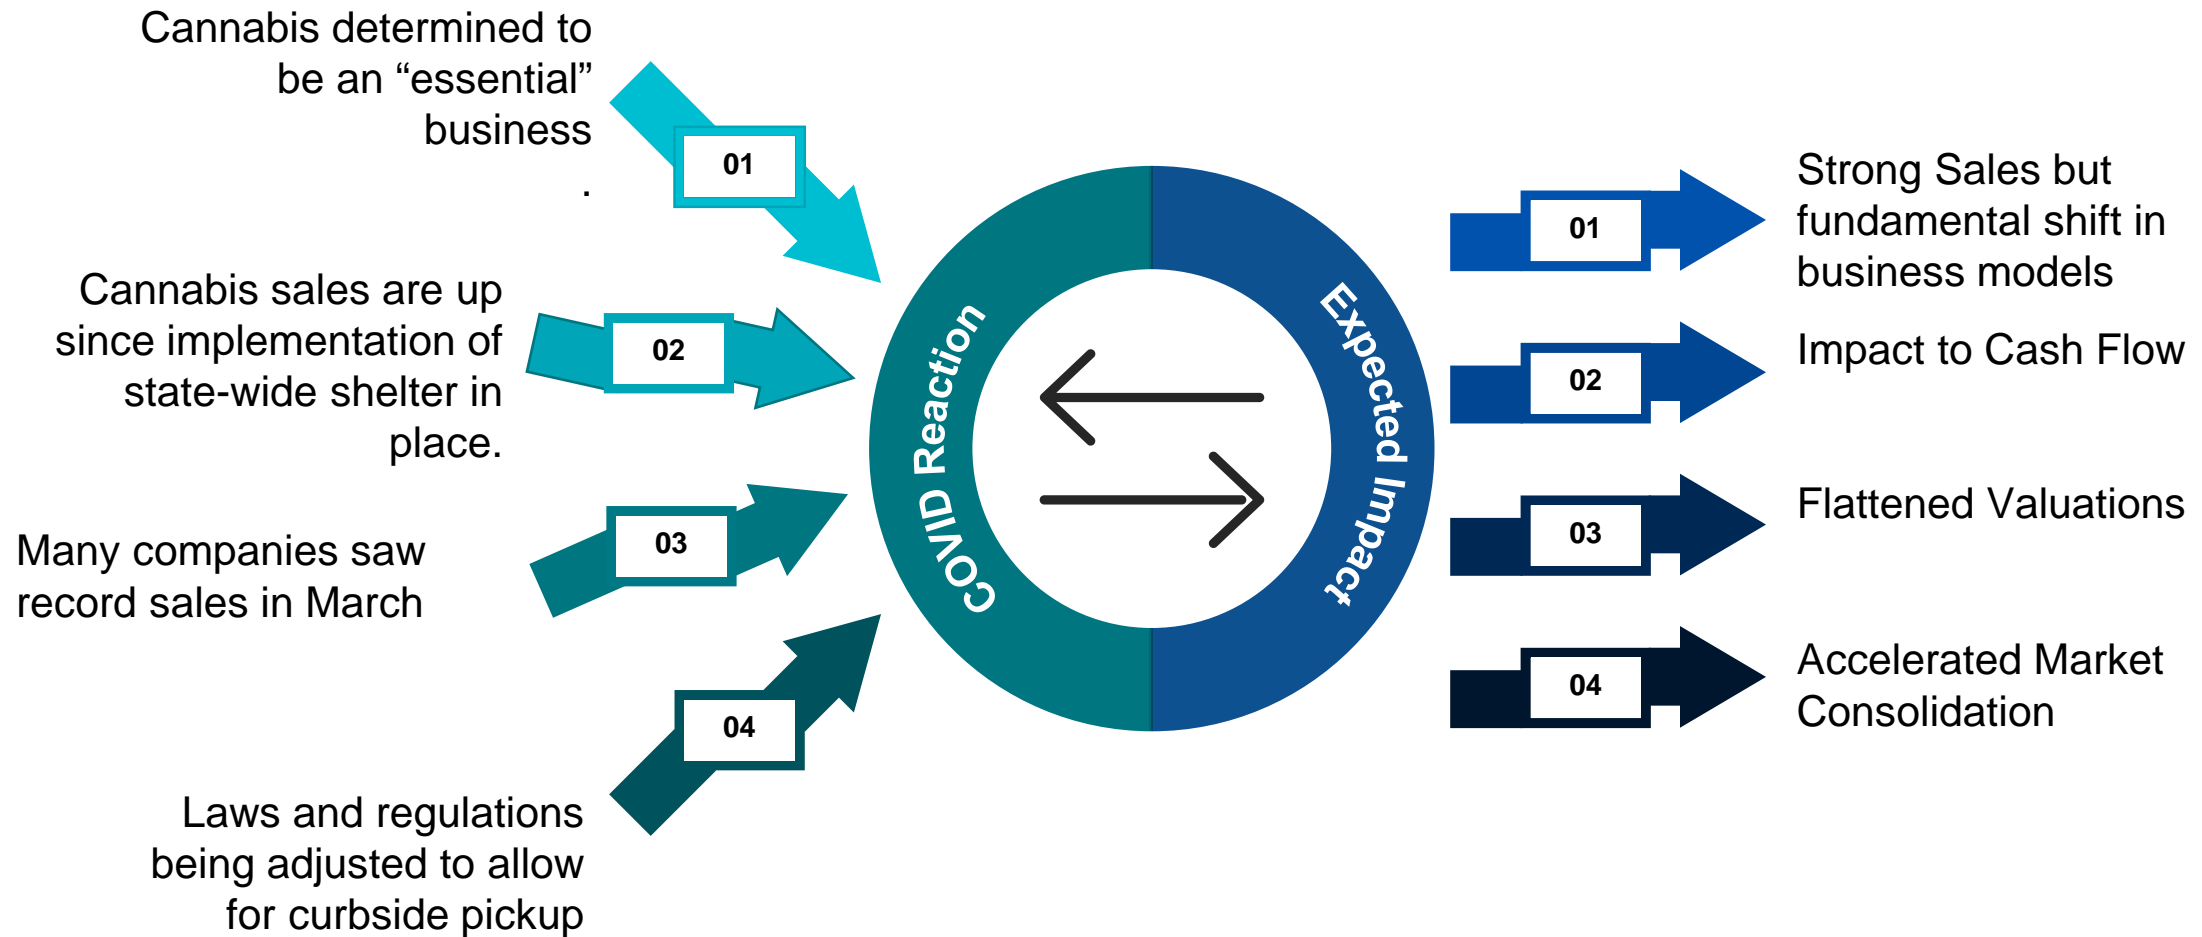 Cannabis determined to
be an “essential”
business
.
01
Cannabis sales are up
since implementation of
state-wide shelter in
place.
02
Many companies saw
record sales in March
03
Laws and regulations
being adjusted to allow
for curbside pickup
04
COVID Reaction
Expected Impact
01
Strong Sales but
fundamental shift in
business models
02
Impact to Cash Flow
03
Flattened Valuations
04
Accelerated Market
Consolidation